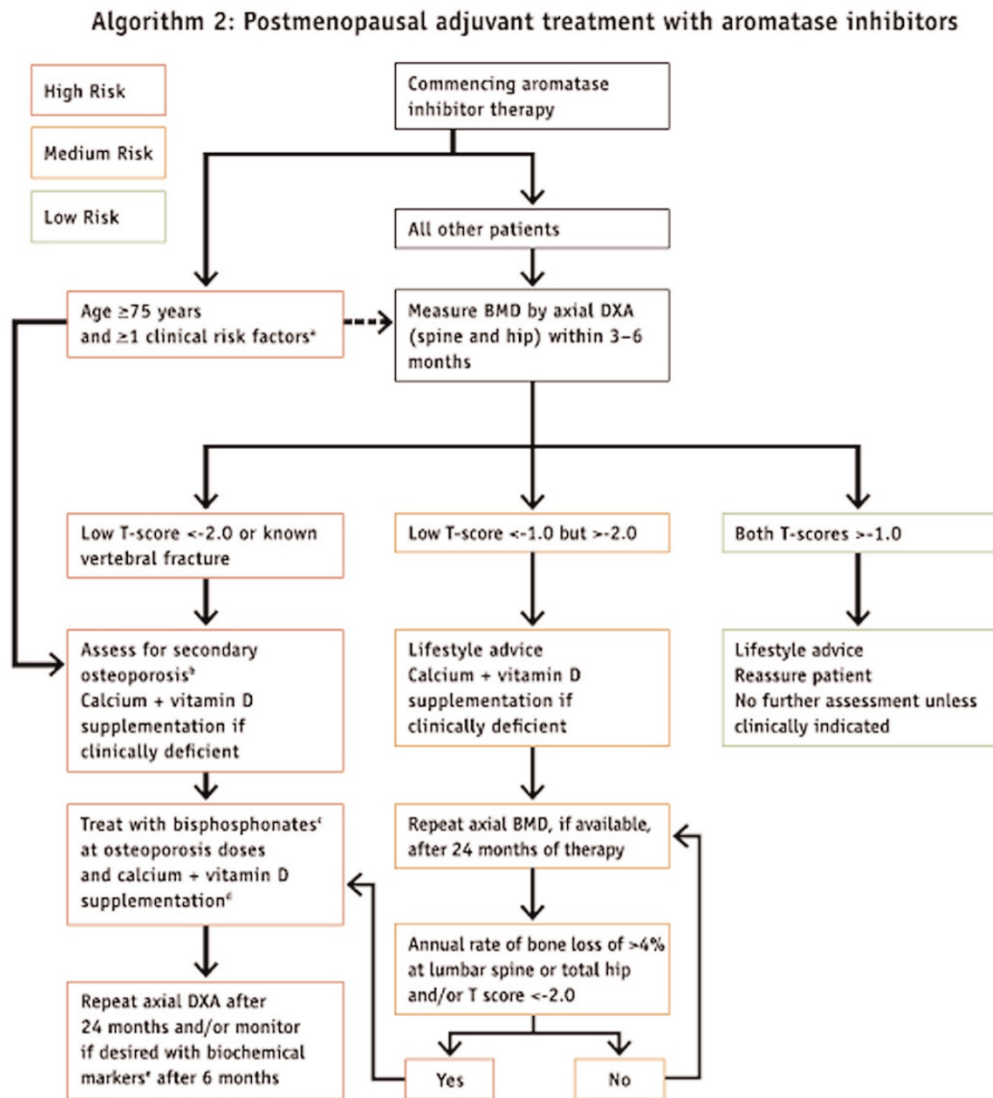 Algorithm 2: Postmenopausal adjuvant treatment with aromatase inhibitors
High Risk
Medium Risk
Low Risk
Commencing aromatase
inhibitor therapy
All other patients
Age ≥75 years
and ≥1 clinical risk factorsᵃ
Measure BMD by axial DXA
(spine and hip) within 3–6
months
Low T-score <-2.0 or known
vertebral fracture
Low T-score <-1.0 but >-2.0
Both T-scores >-1.0
Assess for secondary
osteoporosisᵇ
Calcium + vitamin D
supplementation if
clinically deficient
Lifestyle advice
Calcium + vitamin D
supplementation if
clinically deficient
Lifestyle advice
Reassure patient
No further assessment unless
clinically indicated
Treat with bisphosphonatesᶜ
at osteoporosis doses
and calcium + vitamin D
supplementationᵈ
Repeat axial BMD, if available,
after 24 months of therapy
Annual rate of bone loss of >4%
at lumbar spine or total hip
and/or T score <-2.0
Repeat axial DXA after
24 months and/or monitor
if desired with biochemical
markersᵉ after 6 months
Yes
No